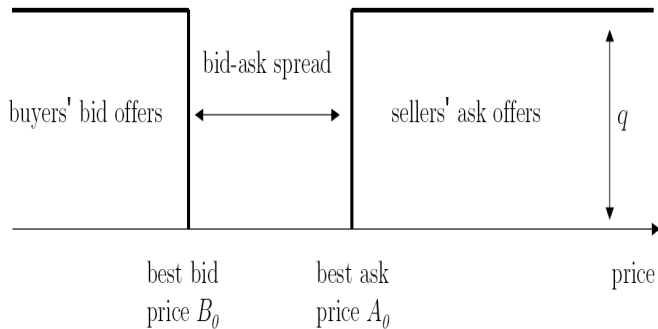 bid-ask spread
buyers' bid offers
sellers' ask offers
q
best bid
price B₀
best ask
price A₀
price